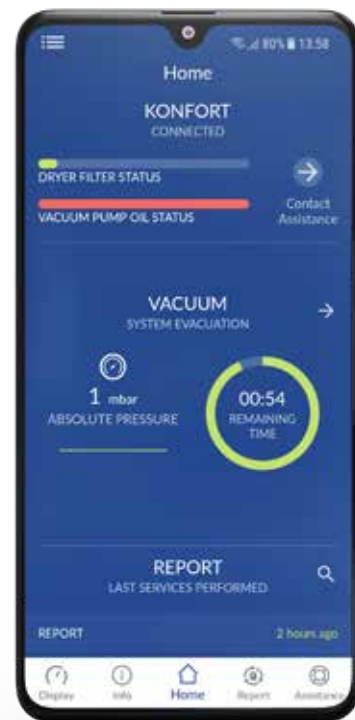 80% 13:58
Home
KONFORT
CONNECTED
DRYER FILTER STATUS
VACUUM PUMP OIL STATUS
Contact
Assistance
VACUUM
SYSTEM EVACUATION
1 mbar
ABSOLUTE PRESSURE
00:54
REMAINING
TIME
REPORT
LAST SERVICES PERFORMED
REPORT 2 hours ago
Display Info Home Report Assistance